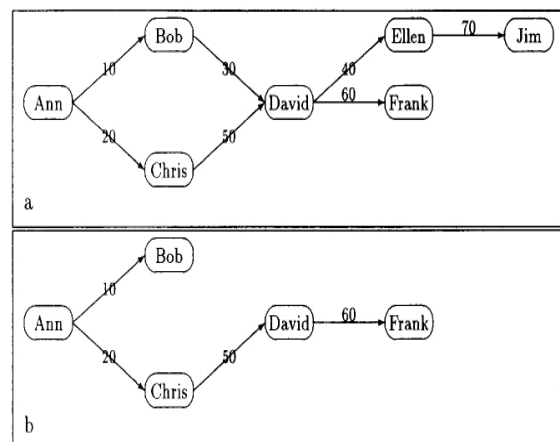 Bob
Ellen
70
Jim
10
30
40
Ann
David
60
Frank
20
50
Chris
a
Bob
10
Ann
David
60
Frank
20
50
Chris
b